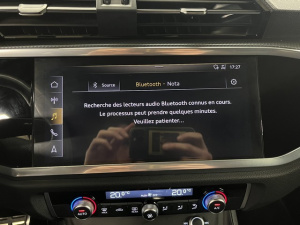 17:27
Source
Bluetooth - Nota
Recherche des lecteurs audio Bluetooth connus en cours.
Le processus peut prendre quelques minutes.
Veuillez patienter...
20.0
20.0